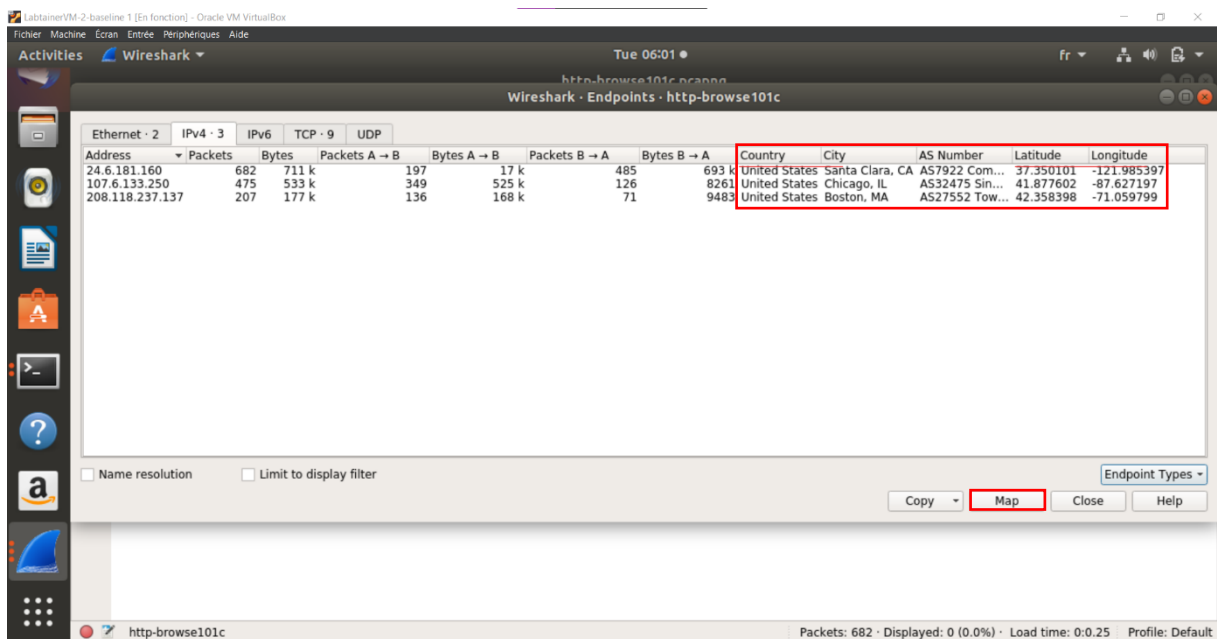 LabtainerVM-2-baseline 1 [En fonction] - Oracle VM VirtualBox
Fichier Machine Écran Entrée Périphériques Aide
Activities Wireshark Tue 06:01 fr
http-browse101c.pcapng
Wireshark · Endpoints · http-browse101c
Ethernet · 2 IPv4 · 3 IPv6 TCP · 9 UDP
Address Packets Bytes Packets A → B Bytes A → B Packets B → A Bytes B → A Country City AS Number Latitude Longitude
24.6.181.160 682 711 k 197 17 k 485 693 k United States Santa Clara, CA AS7922 Com... 37.350101 -121.985397
107.6.133.250 475 533 k 349 525 k 126 8261 United States Chicago, IL AS32475 Sin... 41.877602 -87.627197
208.118.237.137 207 177 k 136 168 k 71 9483 United States Boston, MA AS27552 Tow... 42.358398 -71.059799
Name resolution Limit to display filter Endpoint Types
Copy Map Close Help
http-browse101c Packets: 682 · Displayed: 0 (0.0%) · Load time: 0:0.25 Profile: Default